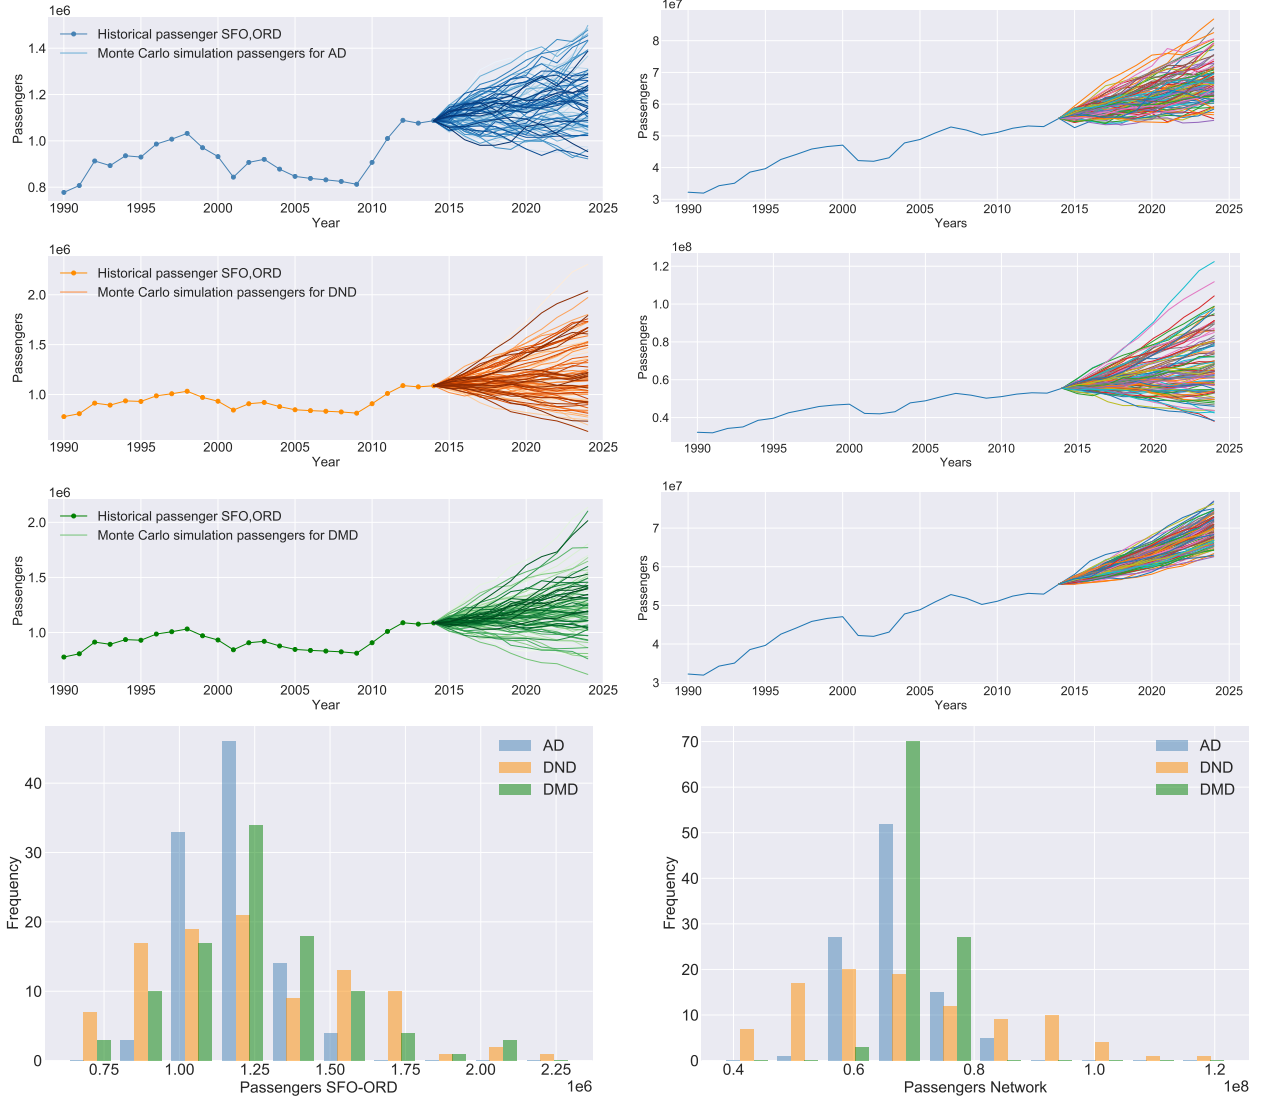 1e6
Passengers
1.4
1.2
1.0
0.8
Historical passenger SFO,ORD
Monte Carlo simulation passengers for AD
1990 1995 2000 2005 2010 2015 2020 2025
Year
1e7
Passengers
8
7
6
5
4
3
1990 1995 2000 2005 2010 2015 2020 2025
Years
1e6
Passengers
2.0
1.5
1.0
Historical passenger SFO,ORD
Monte Carlo simulation passengers for DND
1990 1995 2000 2005 2010 2015 2020 2025
Year
1e8
Passengers
1.2
1.0
0.8
0.6
0.4
1990 1995 2000 2005 2010 2015 2020 2025
Years
1e6
Passengers
2.0
1.5
1.0
Historical passenger SFO,ORD
Monte Carlo simulation passengers for DMD
1990 1995 2000 2005 2010 2015 2020 2025
Year
1e7
Passengers
7
6
5
4
3
1990 1995 2000 2005 2010 2015 2020 2025
Years
Frequency
40
30
20
10
0
AD
DND
DMD
0.75 1.00 1.25 1.50 1.75 2.00 2.25
Passengers SFO-ORD
1e6
Frequency
70
60
50
40
30
20
10
0
AD
DND
DMD
0.4 0.6 0.8 1.0 1.2
Passengers Network
1e8